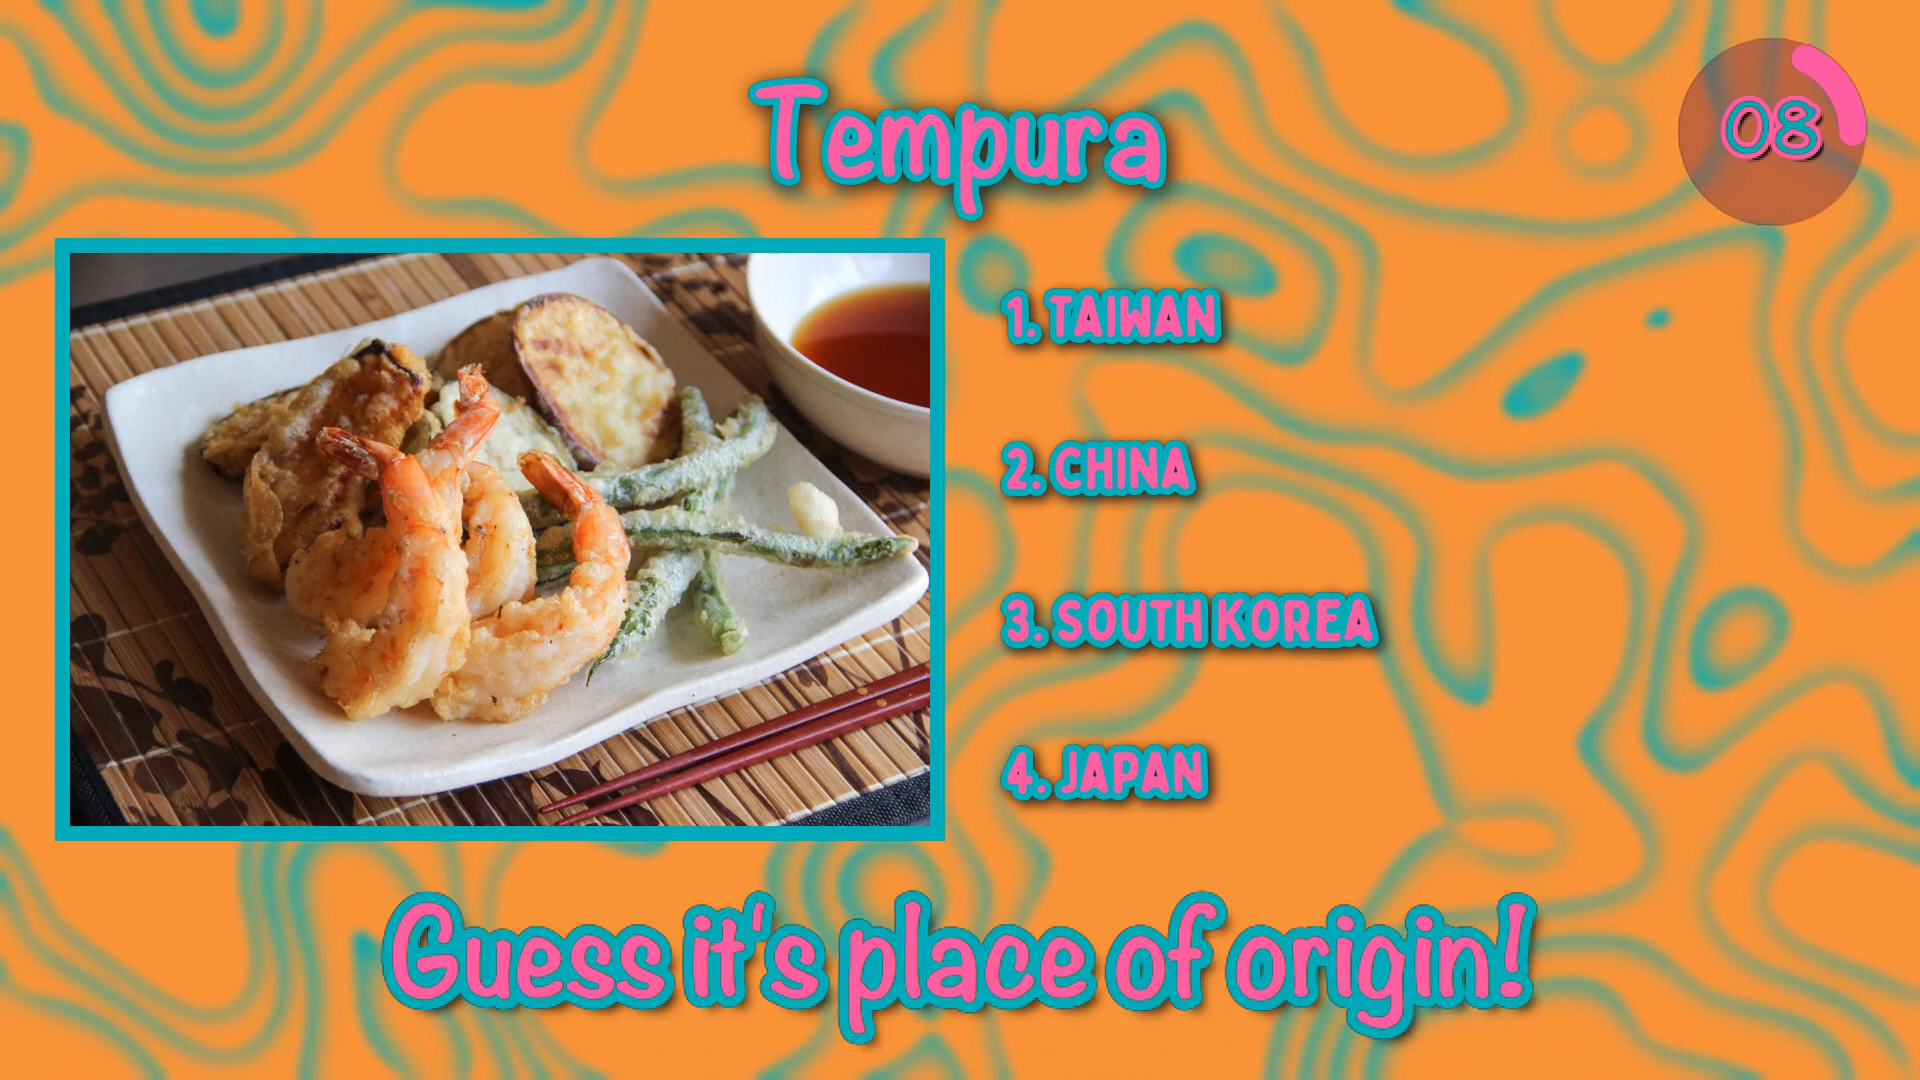 Tempura
08
1. TAIWAN
2. CHINA
3. SOUTH KOREA
4. JAPAN
Guess it's place of origin!